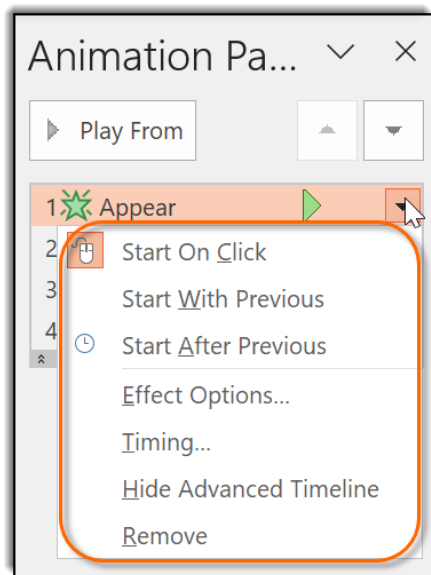 Animation Pa...
Play From
1 Appear
2 Start On Click
3 Start With Previous
4 Start After Previous
Effect Options...
Timing...
Hide Advanced Timeline
Remove